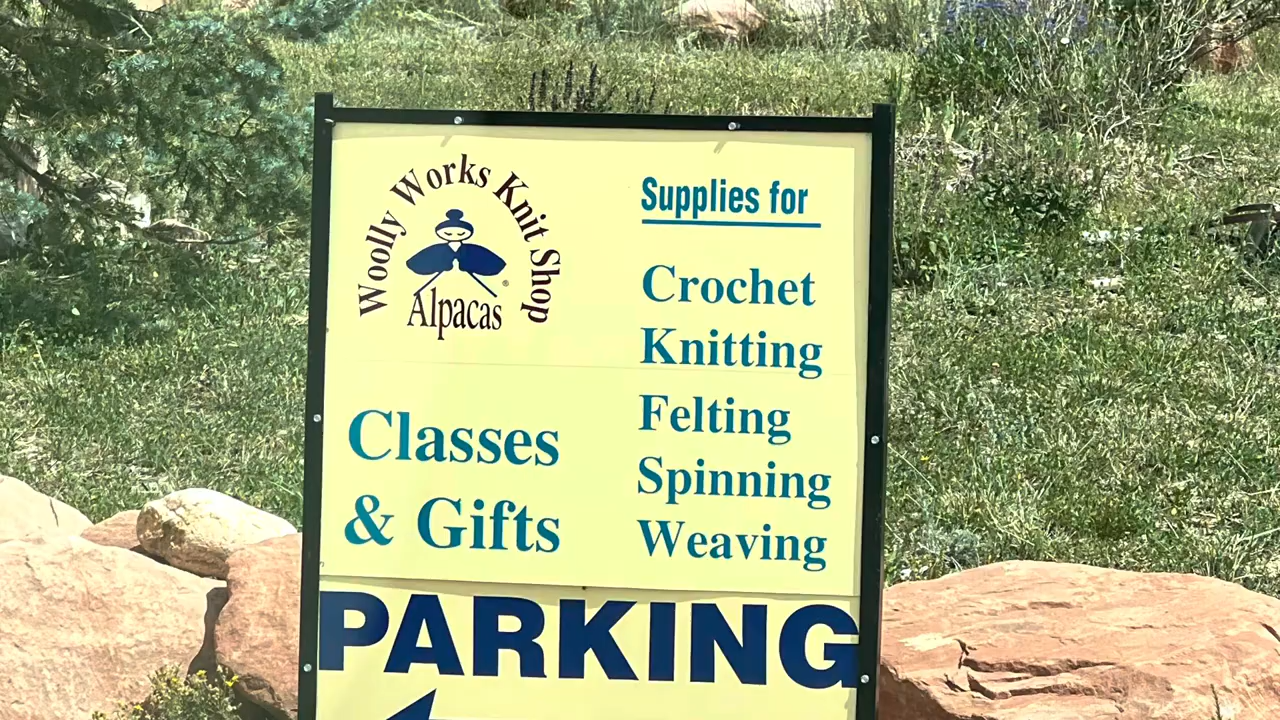 Woolly Works Knit Shop
Alpacas
®
Classes
& Gifts
Supplies for
Crochet
Knitting
Felting
Spinning
Weaving
PARKING